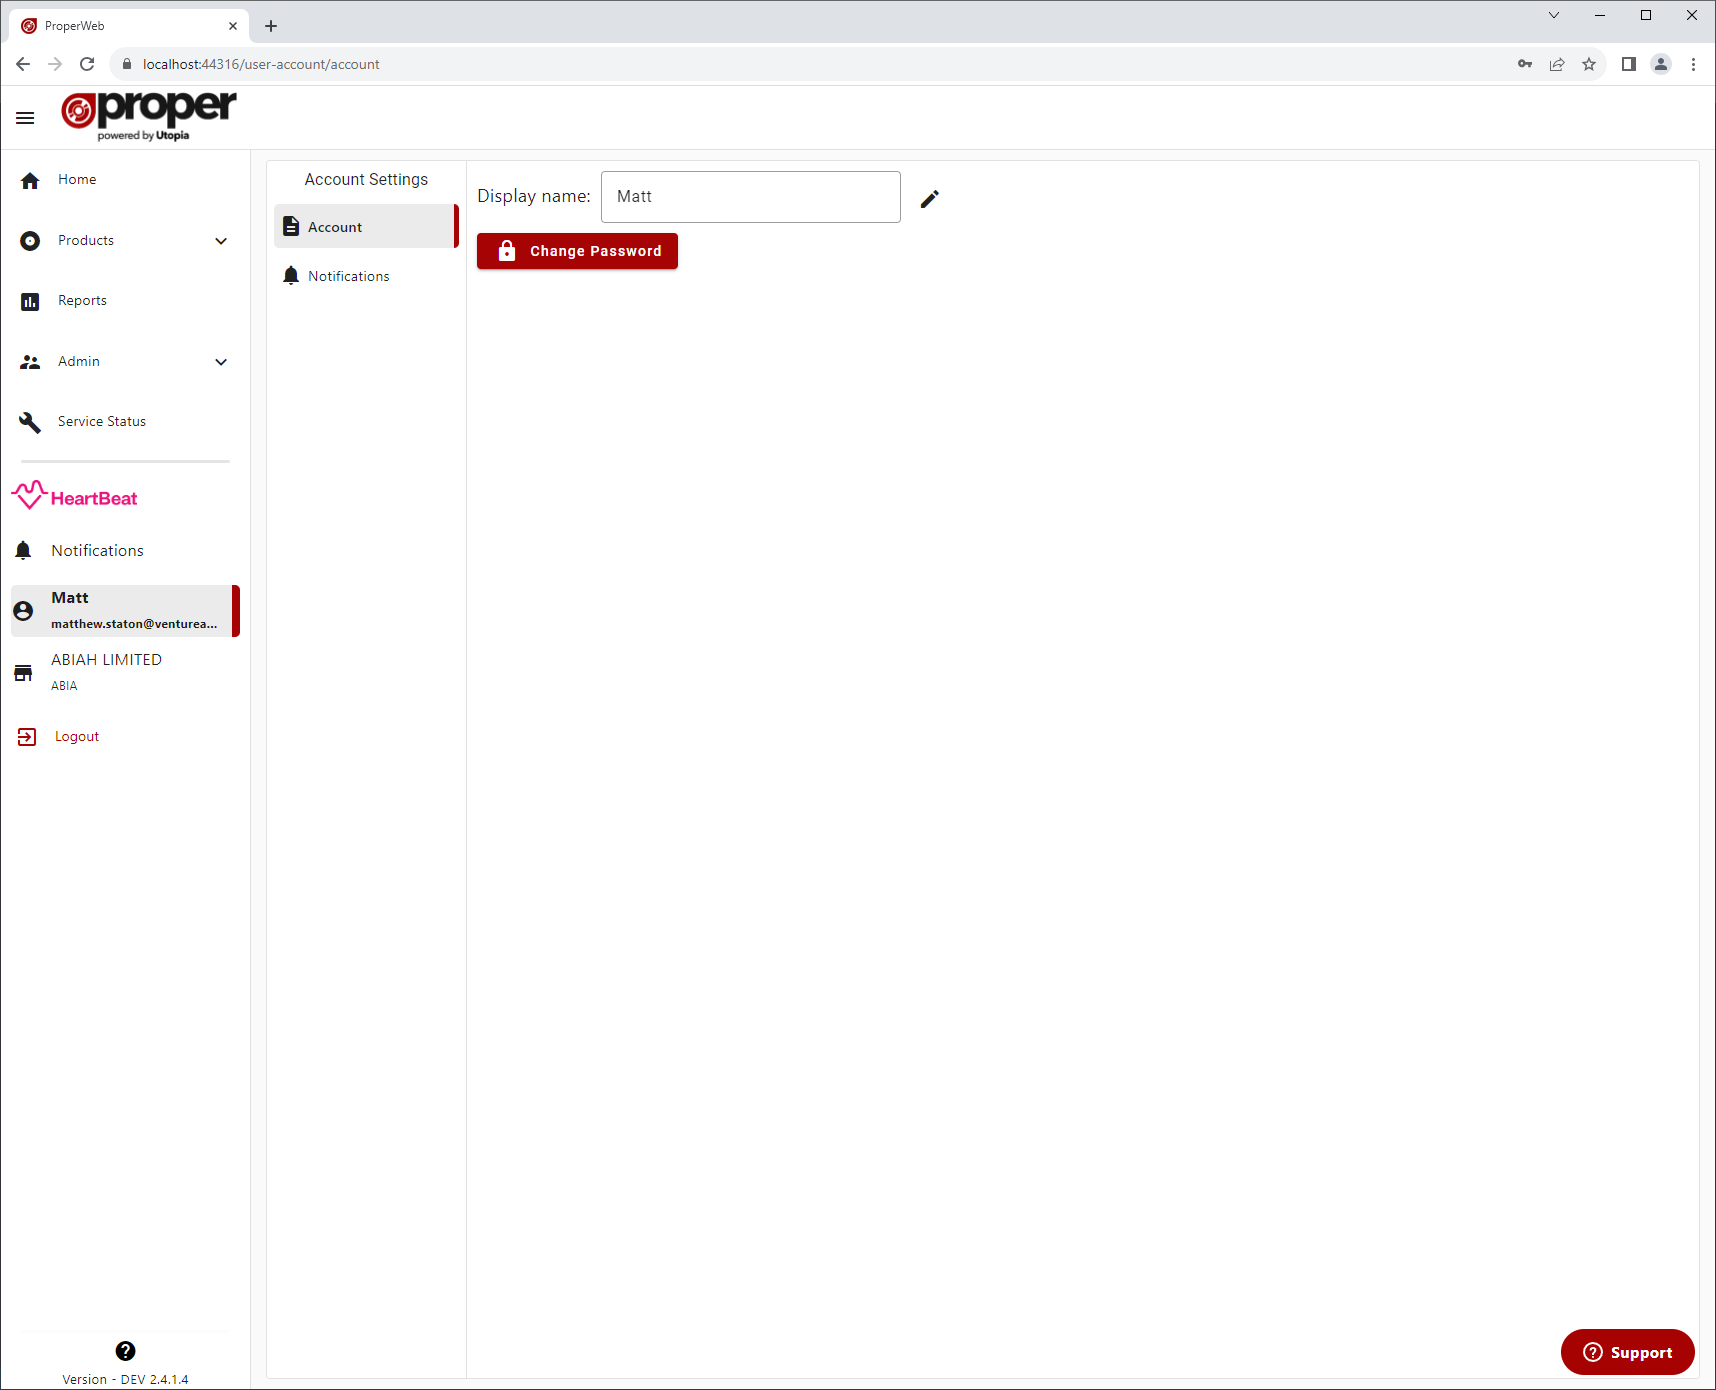 ProperWeb
localhost:44316/user-account/account
proper
powered by Utopia
Home
Products
Reports
Admin
Service Status
HeartBeat
Notifications
Matt
matthew.staton@venturea...
ABIAH LIMITED
ABIA
Logout
Version - DEV 2.4.1.4
Account Settings
Account
Notifications
Display name: Matt
Change Password
Support